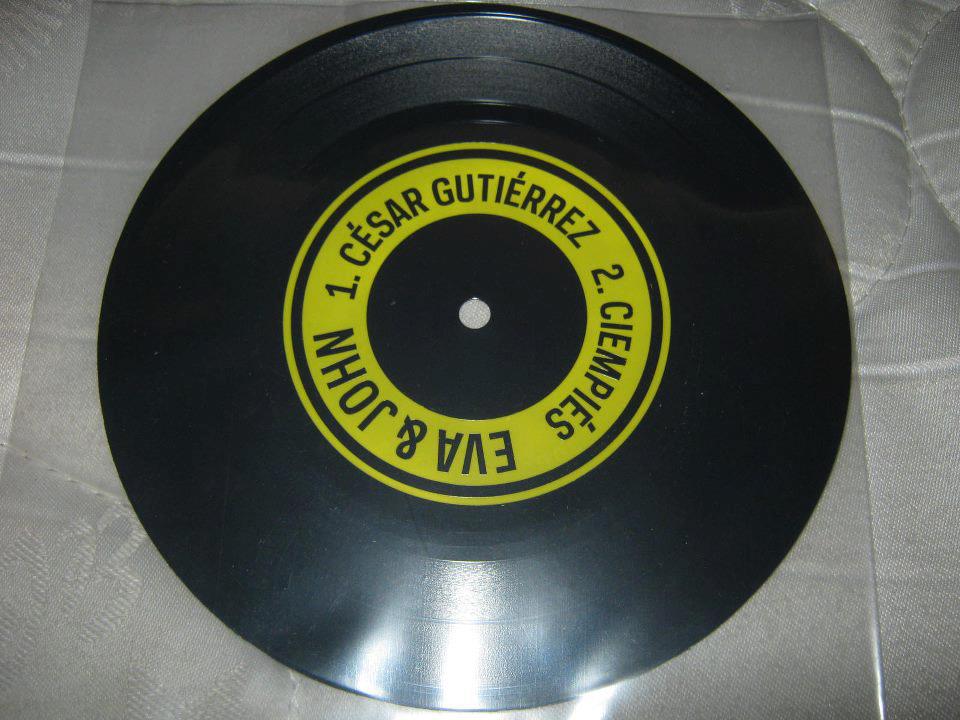 1. CÉSAR GUTIÉRREZ
2. CIEMPIÉS
EVA & JOHN